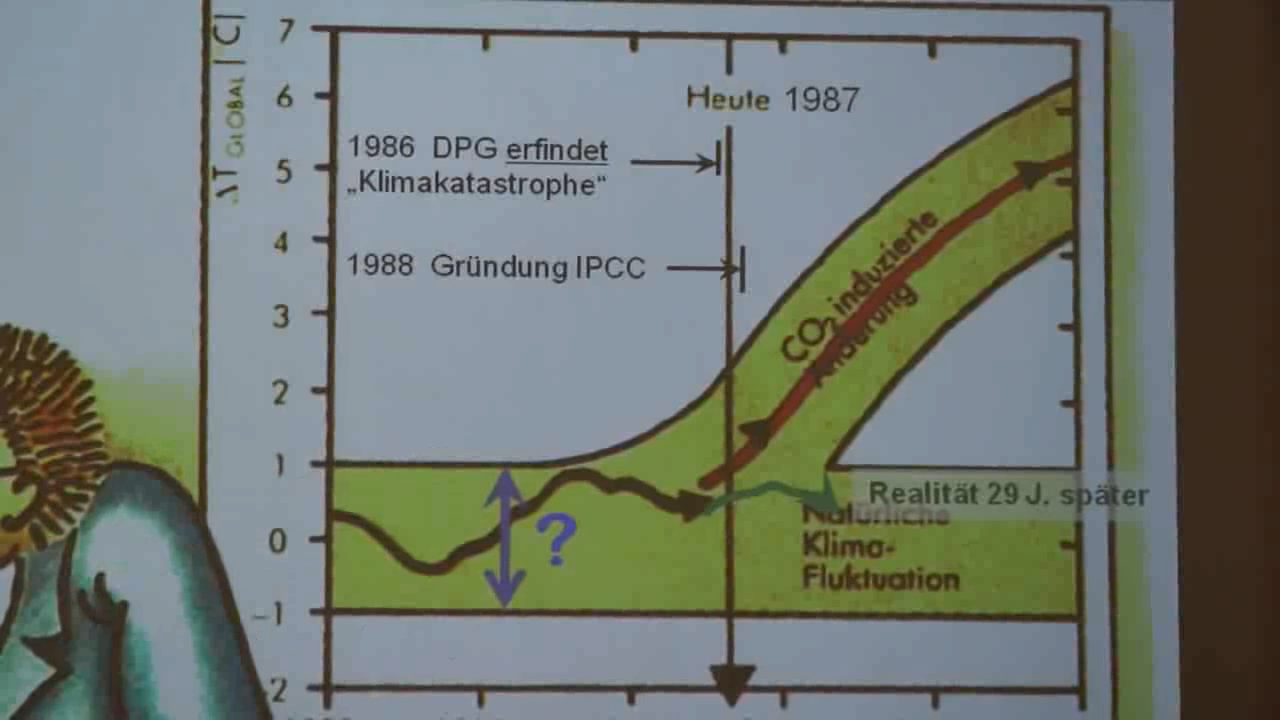 ΔT GLOBAL [C]
7
Heute 1987
6
1986 DPG erfindet
„Klimakatastrophe“
5
4
1988 Gründung IPCC
3
CO₂ induzierte
Änderung
2
1
Realität 29 J. später
?
0
Natürliche
Klima-
Fluktuation
-1
-2